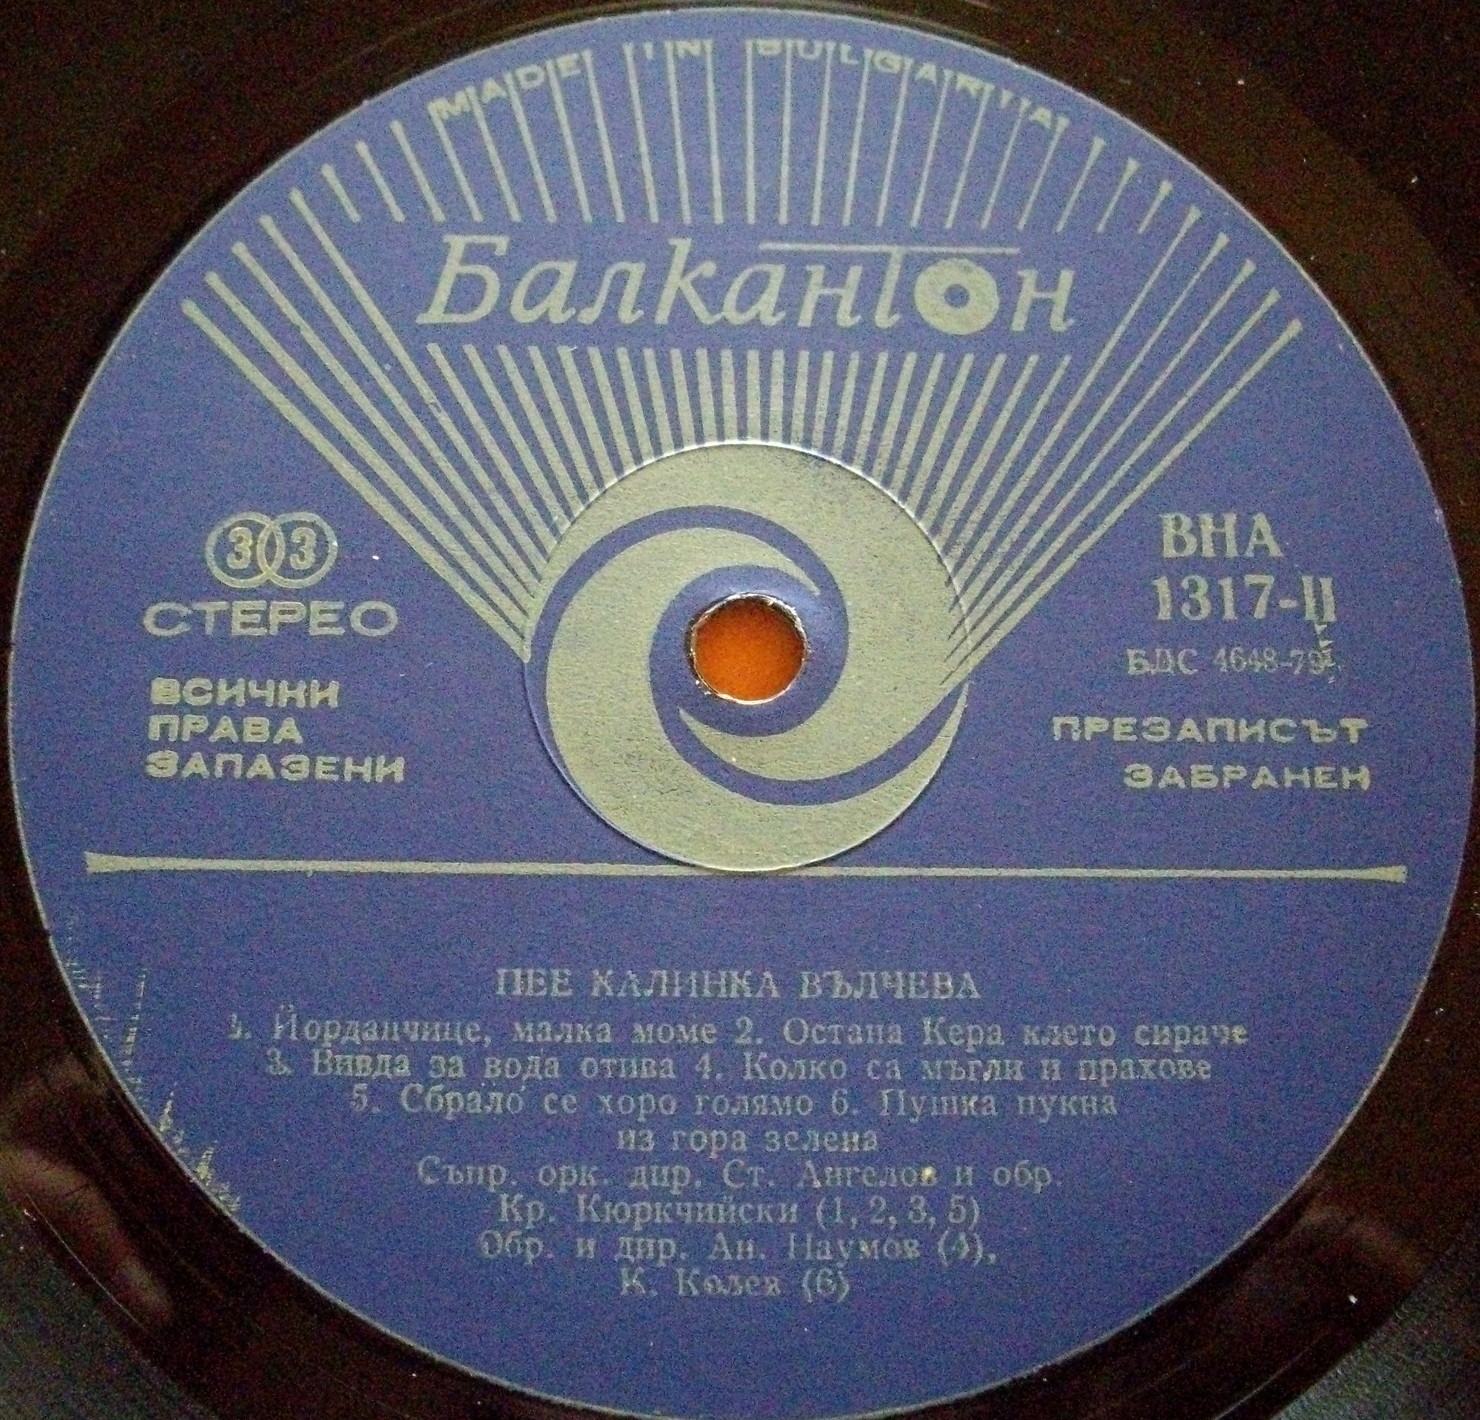 MADE IN BULGARIA
Балкантон
33
СТЕРЕО
ВСИЧКИ
ПРАВА
ЗАПАЗЕНИ
ВНА
1317-II
БДС 4648-79
ПРЕЗАПИСЪТ
ЗАБРАНЕН
ПЕЕ КАЛИНКА ВЪЛЧЕВА
1. Йорданчице, малка моме 2. Остана Кера клето сираче
3. Вивда за вода отива 4. Колко са мъгли и прахове
5. Сбрало се хоро голямо 6. Пушка пукна
из гора зелена
Съпр. орк. дир. Ст. Ангелов и обр.
Кр. Кюркчийски (1, 2, 3, 5)
Обр. и дир. Ан. Наумов (4),
К. Колев (6)